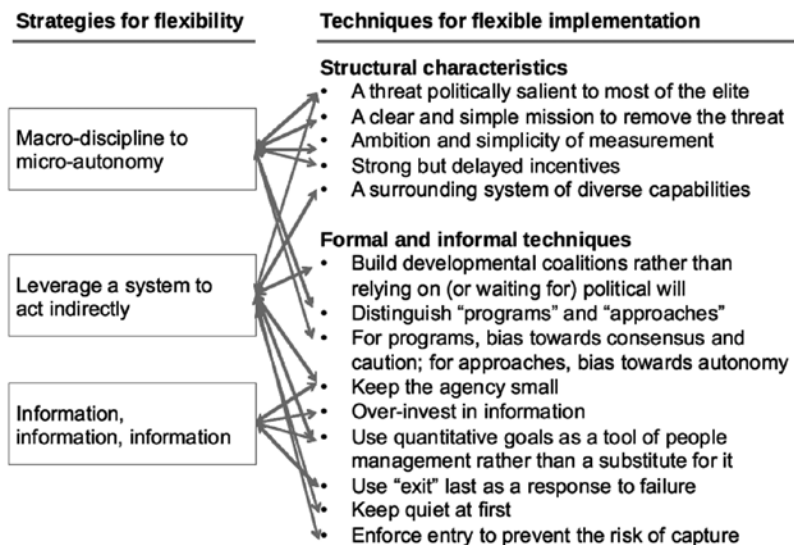 Strategies for flexibility
Techniques for flexible implementation
Macro-discipline to
micro-autonomy
Leverage a system to
act indirectly
Information,
information, information
Structural characteristics
• A threat politically salient to most of the elite
• A clear and simple mission to remove the threat
• Ambition and simplicity of measurement
• Strong but delayed incentives
• A surrounding system of diverse capabilities
Formal and informal techniques
• Build developmental coalitions rather than
relying on (or waiting for) political will
• Distinguish “programs” and “approaches”
• For programs, bias towards consensus and
caution; for approaches, bias towards autonomy
• Keep the agency small
• Over-invest in information
• Use quantitative goals as a tool of people
management rather than a substitute for it
• Use “exit” last as a response to failure
• Keep quiet at first
• Enforce entry to prevent the risk of capture